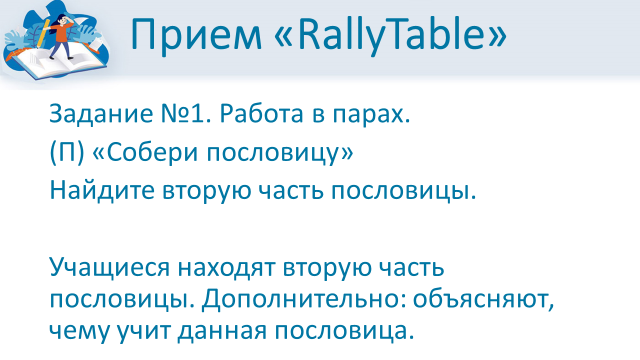 Прием «RallyTable»
Задание №1. Работа в парах.
(П) «Собери пословицу»
Найдите вторую часть пословицы.
Учащиеся находят вторую часть
пословицы. Дополнительно: объясняют,
чему учит данная пословица.